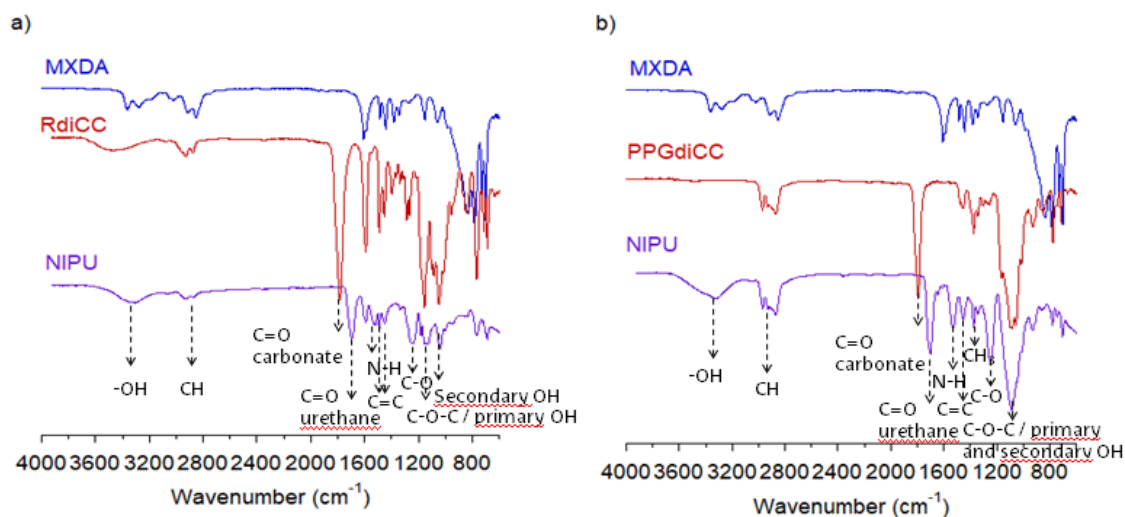 a)
MXDA
RdiCC
NIPU
C=O
carbonate
-OH
CH
N-H
C-O
Secondary OH
C=O
urethane
C=C
C-O-C / primary OH
4000 3600 3200 2800 2400 2000 1600 1200 800
Wavenumber (cm-1)
b)
MXDA
PPGdiCC
NIPU
C=O
carbonate
-OH
CH
CH3
N-H
C-O
C=O
urethane
C=C
C-O-C / primary
and secordary OH
4000 3600 3200 2800 2400 2000 1600 1200 800
Wavenumber (cm-1)